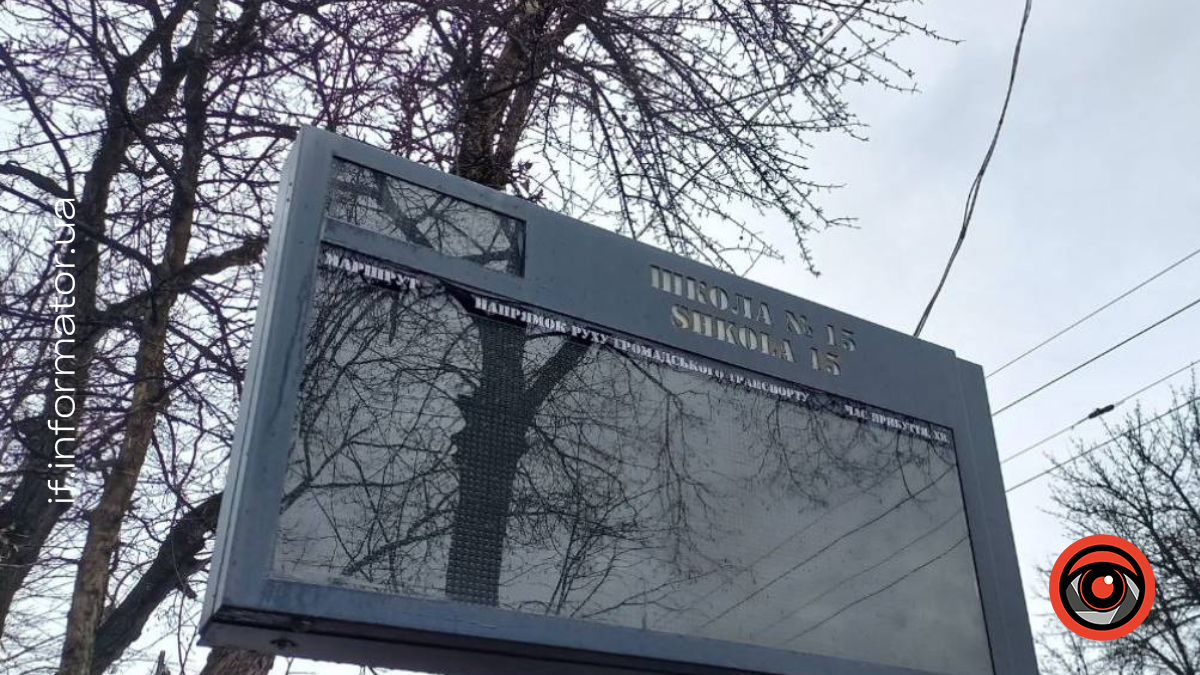 ШКОЛА № 15
SHKOLA 15
МАРШРУТ НАПРЯМОК РУХУ ГРОМАДСЬКОГО ТРАНСПОРТУ ЧАС ПРИБУТТЯ, ХВ
if.informator.ua